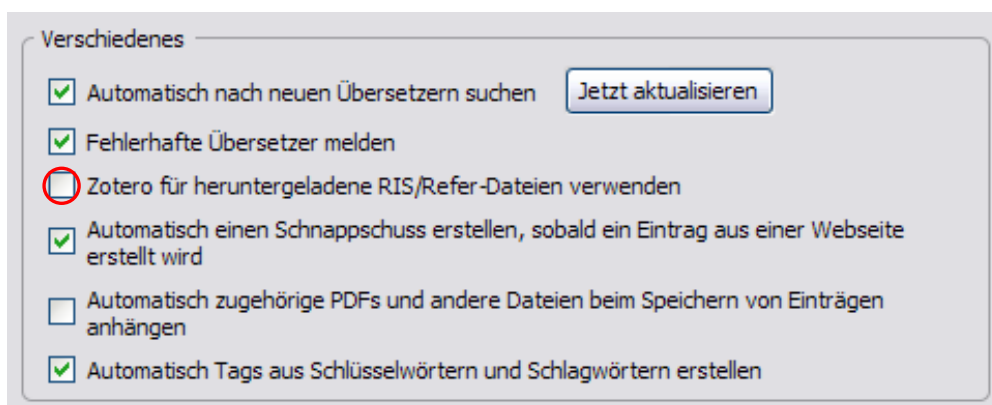 Verschiedenes
Automatisch nach neuen Übersetzern suchen Jetzt aktualisieren
Fehlerhafte Übersetzer melden
Zotero für heruntergeladene RIS/Refer-Dateien verwenden
Automatisch einen Schnappschuss erstellen, sobald ein Eintrag aus einer Webseite
erstellt wird
Automatisch zugehörige PDFs und andere Dateien beim Speichern von Einträgen
anhängen
Automatisch Tags aus Schlüsselwörtern und Schlagwörtern erstellen